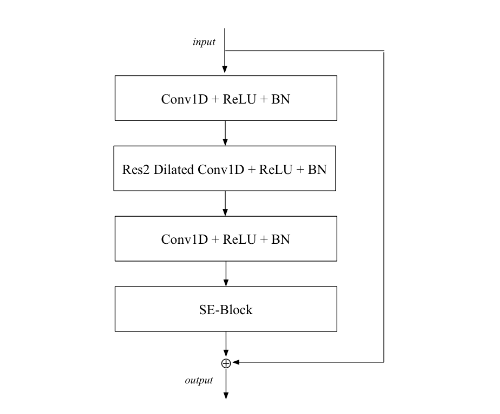 input
Conv1D + ReLU + BN
Res2 Dilated Conv1D + ReLU + BN
Conv1D + ReLU + BN
SE-Block
output